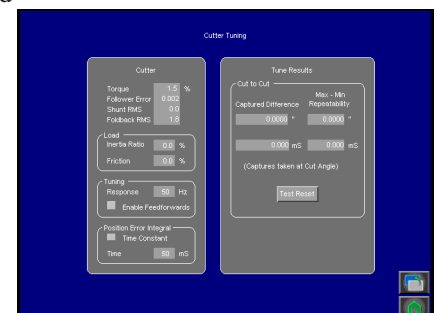 Cutter Tuning
Cutter
Torque 1.5 %
Follower Error 0.002
Shunt RMS 0.0
Foldback RMS 1.8
Load
Inertia Ratio 0.0 %
Friction 0.0 %
Tuning
Response 50 Hz
Enable Feedforwards
Position Error Integral
Time Constant
Time 50 mS
Tune Results
Cut to Cut
Captured Difference
Max - Min Repeatability
0.0000 " 0.0000 "
0.000 mS 0.000 mS
(Captures taken at Cut Angle)
Test Reset